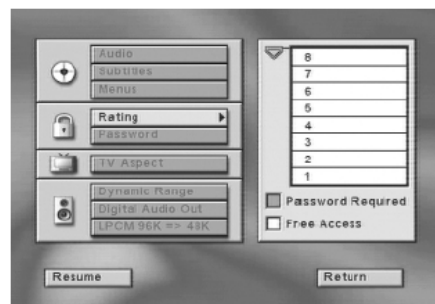 Audio
Subtitles
Menus
Rating
Password
TV Aspect
Dynamic Range
Digital Audio Out
LPCM 96K => 48K
8
7
6
5
4
3
2
1
Password Required
Free Access
Resume
Return